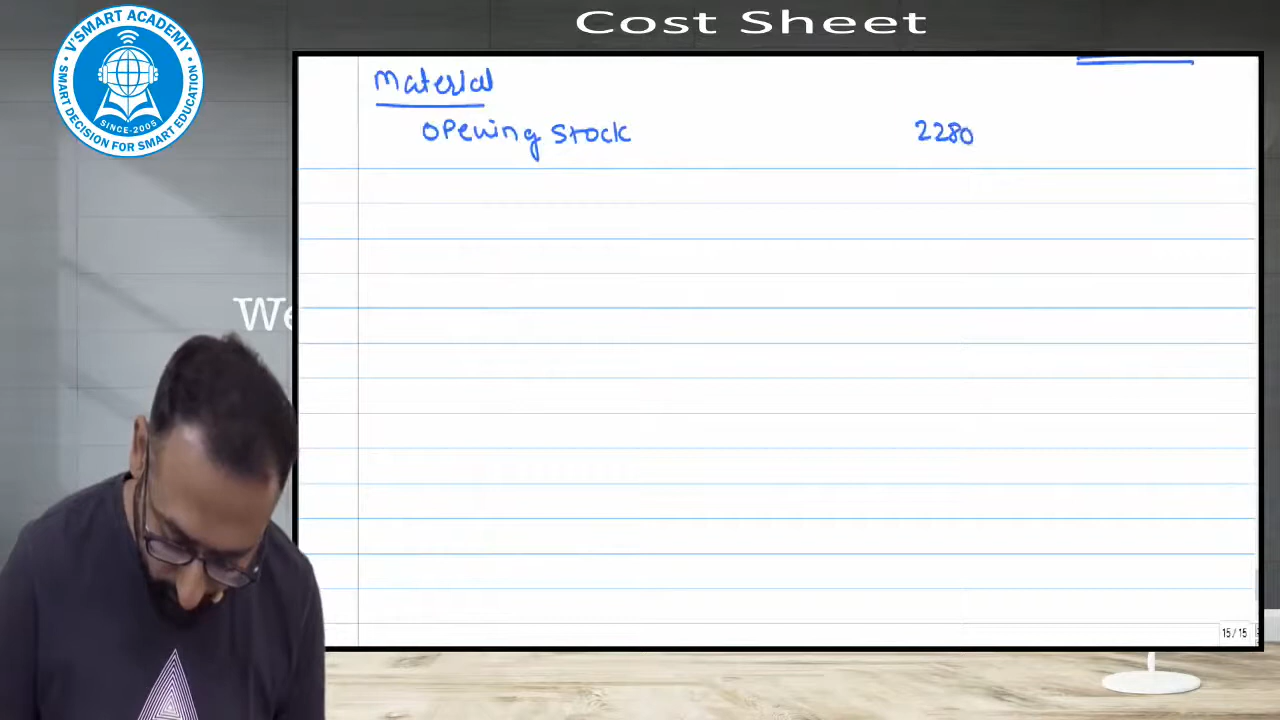 Cost Sheet
V'SMART ACADEMY
SINCE-2005
SMART DECISION FOR SMART EDUCATION
Material
Opening Stock 2280
We
15/15